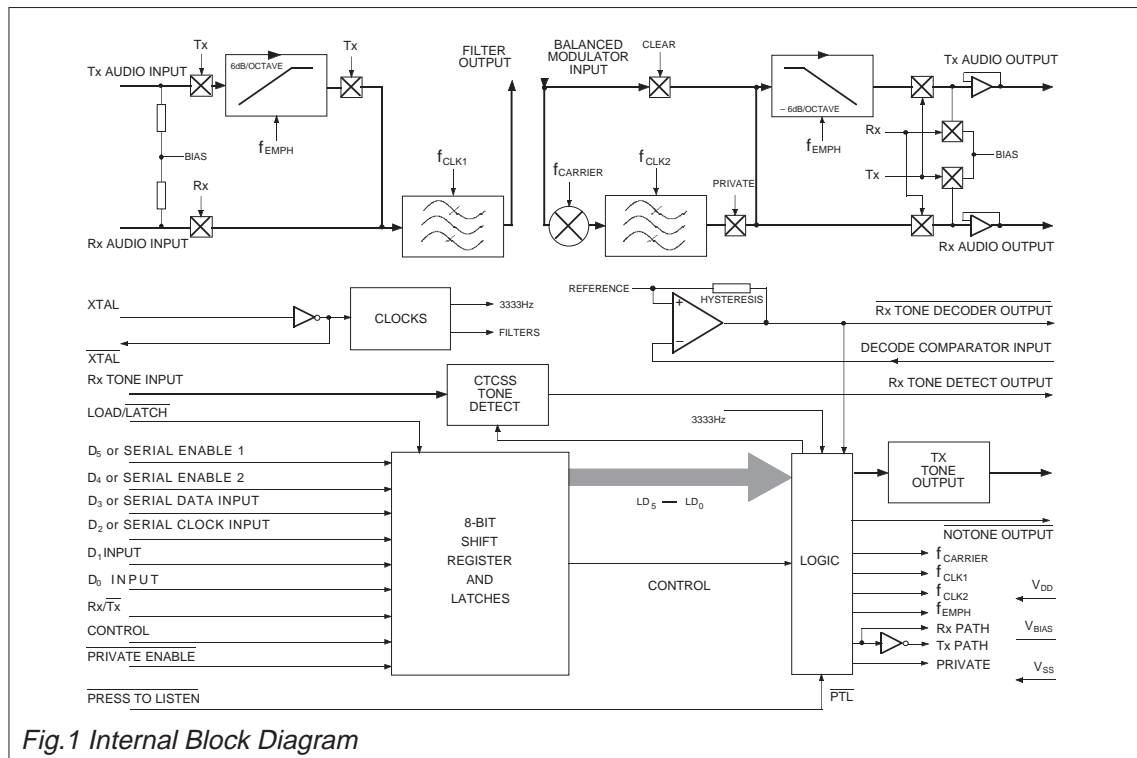 Tx
Tx
FILTER
OUTPUT
BALANCED
MODULATOR
INPUT
CLEAR
Tx AUDIO INPUT
6dB/OCTAVE
Tx AUDIO OUTPUT
– 6dB/OCTAVE
Rx
BIAS
fEMPH
fCLK1
fCARRIER
fCLK2
fEMPH
BIAS
Tx
PRIVATE
Rx
Rx AUDIO INPUT
Rx AUDIO OUTPUT
XTAL
CLOCKS
3333Hz
FILTERS
XTAL
REFERENCE
HYSTERESIS
+
–
Rx TONE DECODER OUTPUT
DECODE COMPARATOR INPUT
Rx TONE INPUT
CTCSS
TONE
DETECT
Rx TONE DETECT OUTPUT
LOAD/LATCH
3333Hz
D5 or SERIAL ENABLE 1
D4 or SERIAL ENABLE 2
D3 or SERIAL DATA INPUT
D2 or SERIAL CLOCK INPUT
D1 INPUT
D0 INPUT
Rx/Tx
CONTROL
PRIVATE ENABLE
PRESS TO LISTEN
8-BIT
SHIFT
REGISTER
AND
LATCHES
LD5 — LD0
CONTROL
LOGIC
PTL
TX
TONE
OUTPUT
NOTONE OUTPUT
fCARRIER
fCLK1
fCLK2
fEMPH
Rx PATH
Tx PATH
PRIVATE
VDD
VBIAS
VSS
Fig.1 Internal Block Diagram